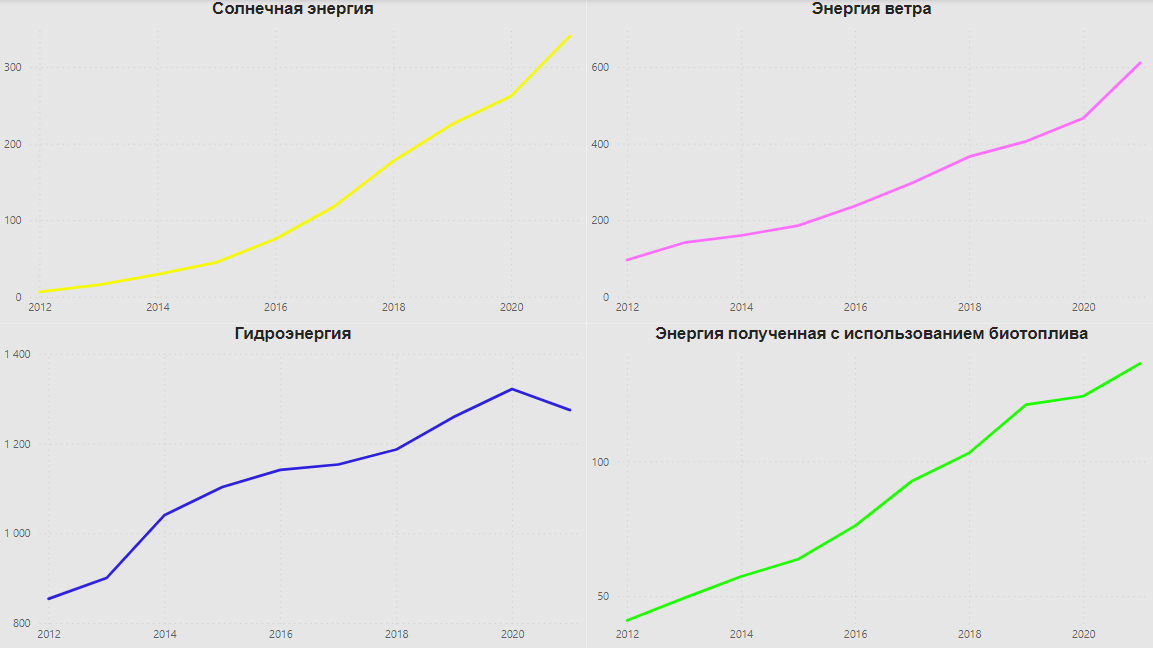 Солнечная энергия
300
200
100
0
2012 2014 2016 2018 2020
Энергия ветра
600
400
200
0
2012 2014 2016 2018 2020
Гидроэнергия
1 400
1 200
1 000
800
2012 2014 2016 2018 2020
Энергия полученная с использованием биотоплива
100
50
2012 2014 2016 2018 2020